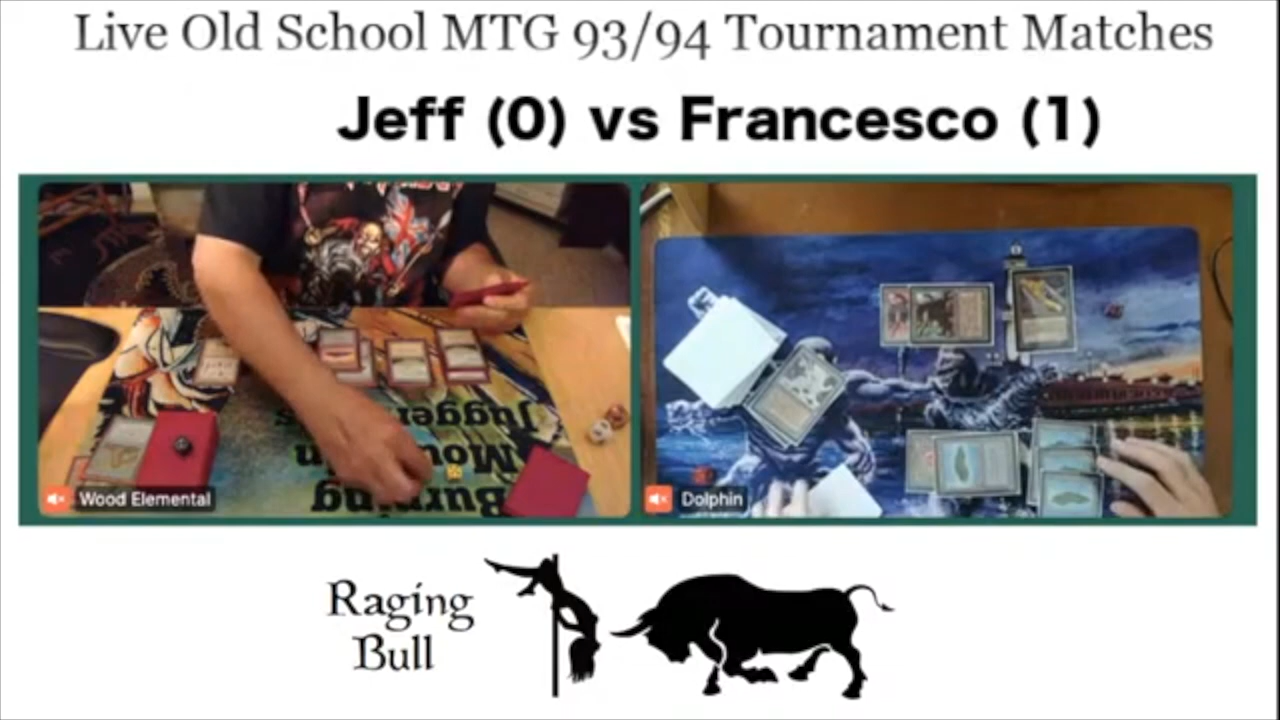 Live Old School MTG 93/94 Tournament Matches
Jeff (0) vs Francesco (1)
Wood Elemental
Dolphin
Raging
Bull